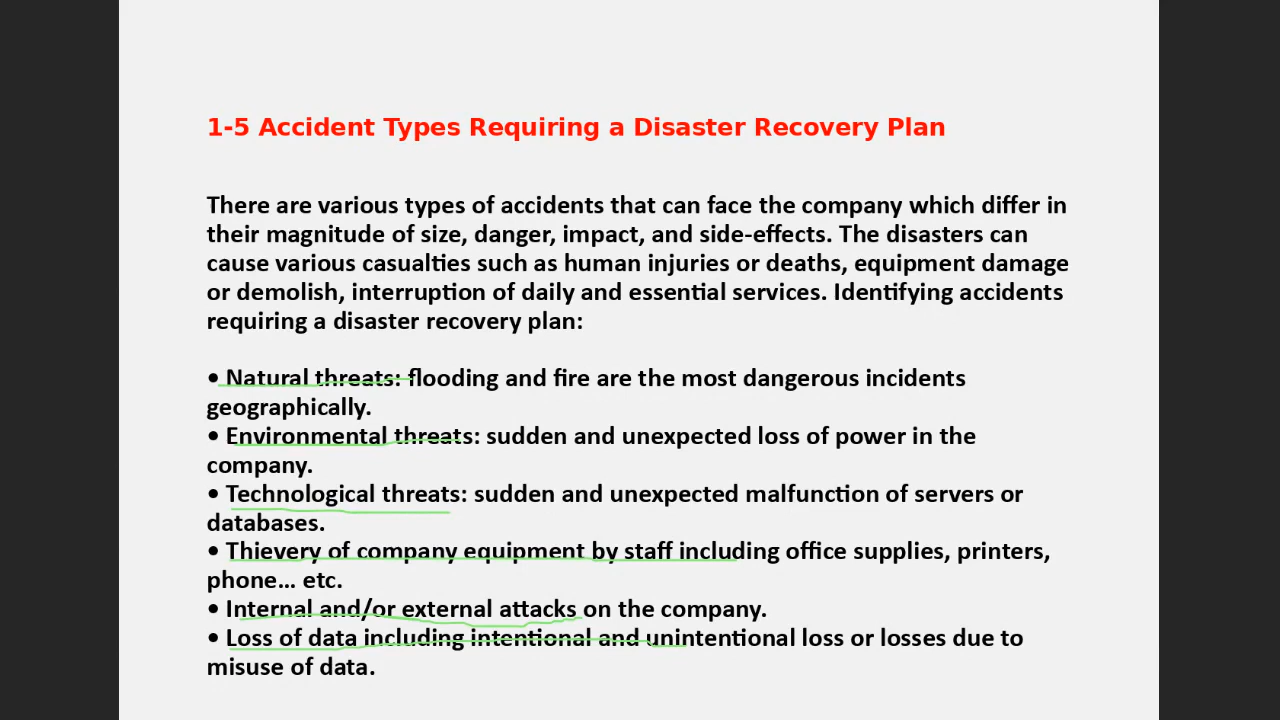 1-5 Accident Types Requiring a Disaster Recovery Plan
There are various types of accidents that can face the company which differ in
their magnitude of size, danger, impact, and side-effects. The disasters can
cause various casualties such as human injuries or deaths, equipment damage
or demolish, interruption of daily and essential services. Identifying accidents
requiring a disaster recovery plan:
• Natural threats: flooding and fire are the most dangerous incidents
geographically.
• Environmental threats: sudden and unexpected loss of power in the
company.
• Technological threats: sudden and unexpected malfunction of servers or
databases.
• Thievery of company equipment by staff including office supplies, printers,
phone... etc.
• Internal and/or external attacks on the company.
• Loss of data including intentional and unintentional loss or losses due to
misuse of data.